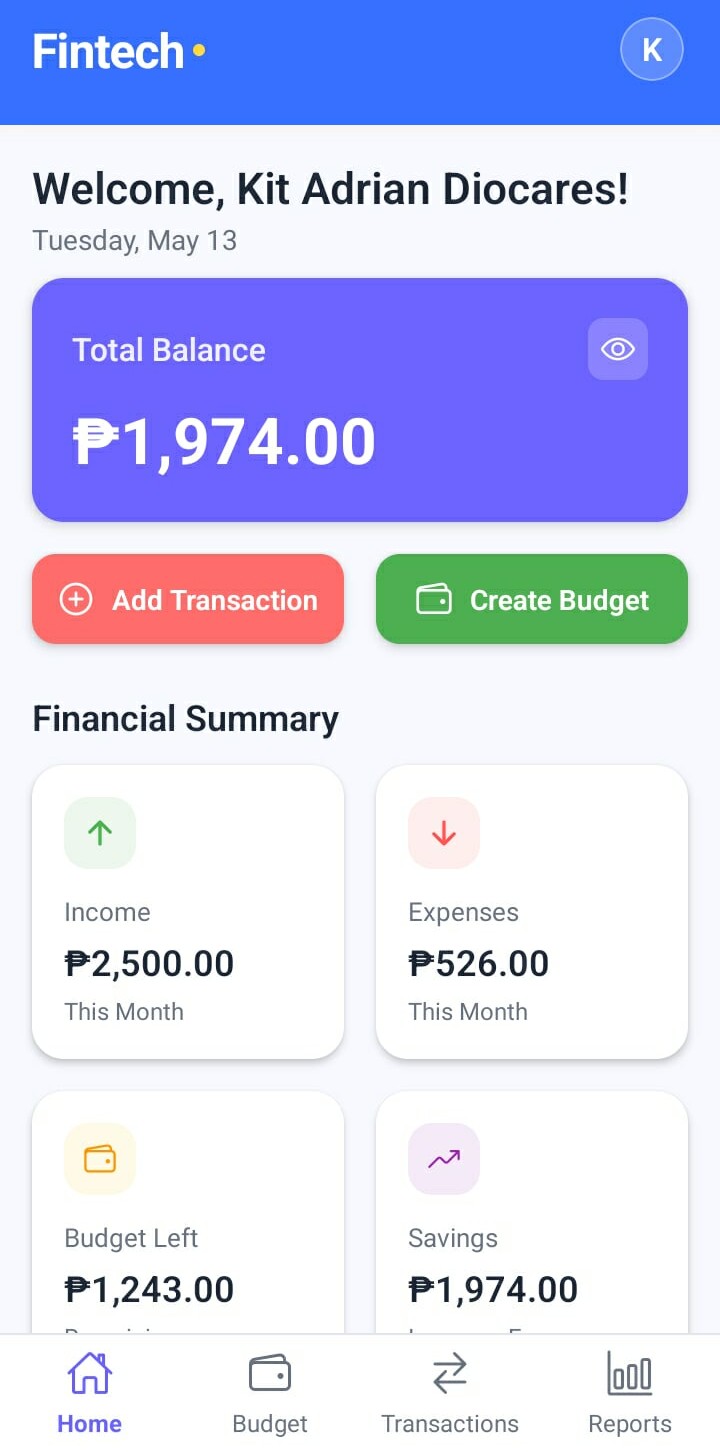 Fintech
K
Welcome, Kit Adrian Diocares!
Tuesday, May 13
Total Balance
₱1,974.00
Add Transaction
Create Budget
Financial Summary
Income
₱2,500.00
This Month
Expenses
₱526.00
This Month
Budget Left
₱1,243.00
Savings
₱1,974.00
Home
Budget
Transactions
Reports